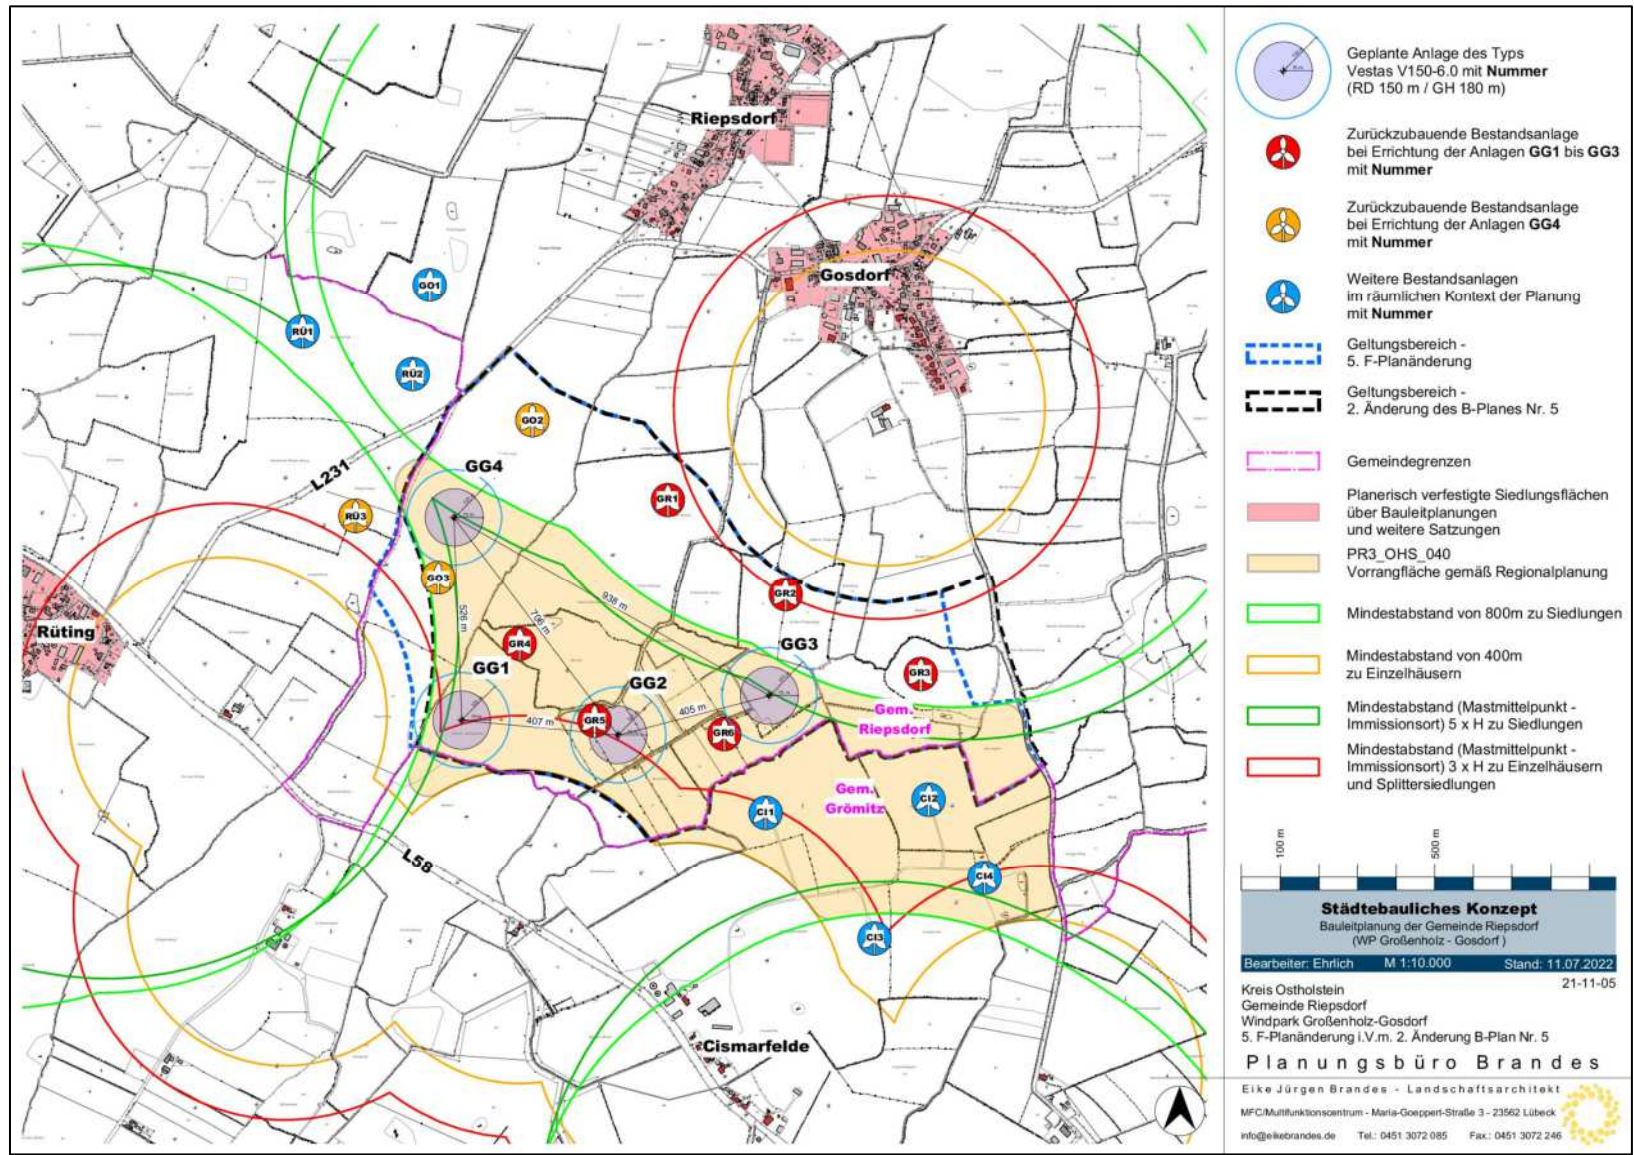 Riepsdorf
Gosdorf
GO1
RÜ1
RÜ2
GO2
L231
GG4
GR1
RÜ3
GO3
GR2
938 m
526 m
706 m
Rüting
GR4
GG3
GG1
GR3
GG2
405 m
407 m
GR5
GR6
Gem.
Riepsdorf
Gem.
Grömitz
CI1
CI2
L58
CI4
CI3
Cismarfelde
Geplante Anlage des Typs
Vestas V150-6.0 mit Nummer
(RD 150 m / GH 180 m)
Zurückzubauende Bestandsanlage
bei Errichtung der Anlagen GG1 bis GG3
mit Nummer
Zurückzubauende Bestandsanlage
bei Errichtung der Anlagen GG4
mit Nummer
Weitere Bestandsanlagen
im räumlichen Kontext der Planung
mit Nummer
Geltungsbereich -
5. F-Planänderung
Geltungsbereich -
2. Änderung des B-Planes Nr. 5
Gemeindegrenzen
Planerisch verfestigte Siedlungsflächen
über Bauleitplanungen
und weitere Satzungen
PR3_OHS_040
Vorrangfläche gemäß Regionalplanung
Mindestabstand von 800m zu Siedlungen
Mindestabstand von 400m
zu Einzelhäusern
Mindestabstand (Mastmittelpunkt -
Immissionsort) 5 x H zu Siedlungen
Mindestabstand (Mastmittelpunkt -
Immissionsort) 3 x H zu Einzelhäusern
und Splittersiedlungen
100 m
500 m
Städtebauliches Konzept
Bauleitplanung der Gemeinde Riepsdorf
(WP Großenholz - Gosdorf )
Bearbeiter: Ehrlich M 1:10.000 Stand: 11.07.2022
21-11-05
Kreis Ostholstein
Gemeinde Riepsdorf
Windpark Großenholz-Gosdorf
5. F-Planänderung i.V.m. 2. Änderung B-Plan Nr. 5
Planungsbüro Brandes
Eike Jürgen Brandes - Landschaftsarchitekt
MFC/Multifunktionscentrum - Maria-Goeppert-Straße 3 - 23562 Lübeck
info@eikebrandes.de Tel.: 0451 3072 085 Fax.: 0451 3072 246